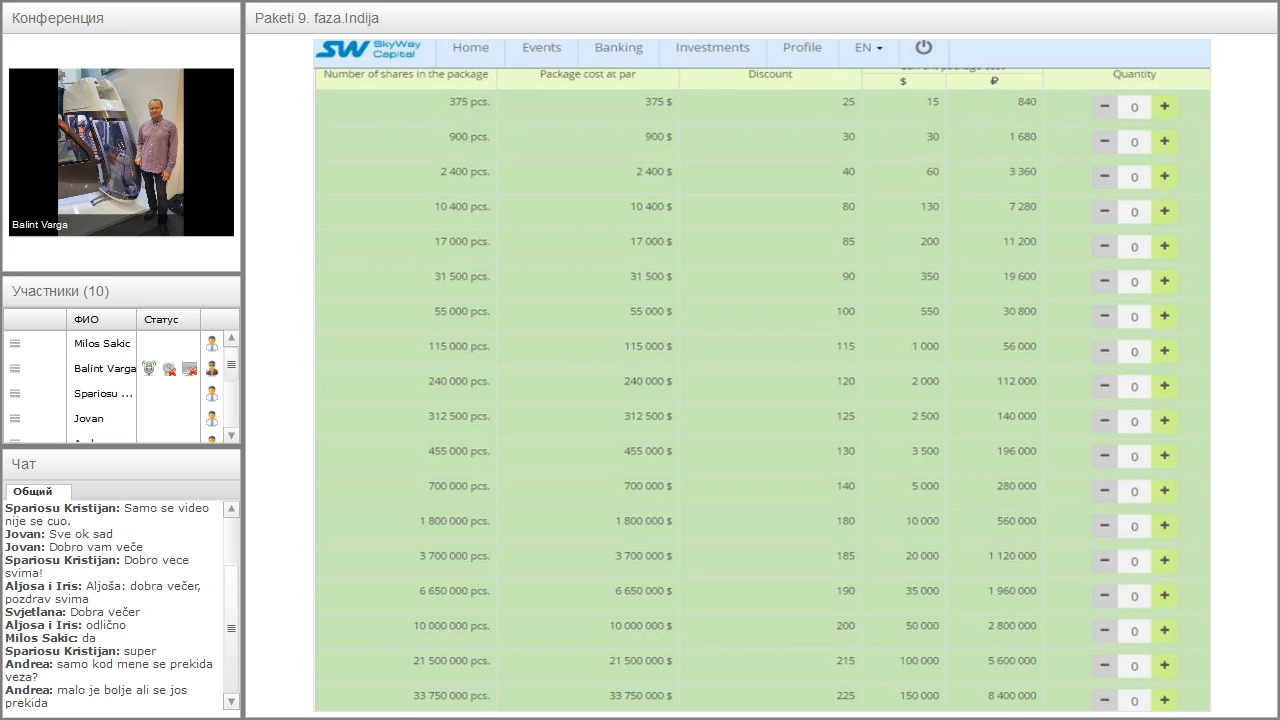 Конференция
Balint Varga
Участники (10)
ФИО Статус
Milos Sakic
Balint Varga
Spariosu ...
Jovan
Чат
Общий
Spariosu Kristijan: Samo se video
nije se cuo.
Jovan: Sve ok sad
Jovan: Dobro vam veče
Spariosu Kristijan: Dobro vece
svima!
Aljosa i Iris: Aljoša: dobra večer,
pozdrav svima
Svjetlana: Dobra večer
Aljosa i Iris: odlično
Milos Sakic: da
Spariosu Kristijan: super
Andrea: samo kod mene se prekida
veza?
Andrea: malo je bolje ali se jos
prekida
Paketi 9. faza.Indija
SW SkyWay Capital Home Events Banking Investments Profile EN
Number of shares in the package Package cost at par Discount $ ₽ Quantity
375 pcs. 375 $ 25 15 840 − 0 +
900 pcs. 900 $ 30 30 1 680 − 0 +
2 400 pcs. 2 400 $ 40 60 3 360 − 0 +
10 400 pcs. 10 400 $ 80 130 7 280 − 0 +
17 000 pcs. 17 000 $ 85 200 11 200 − 0 +
31 500 pcs. 31 500 $ 90 350 19 600 − 0 +
55 000 pcs. 55 000 $ 100 550 30 800 − 0 +
115 000 pcs. 115 000 $ 115 1 000 56 000 − 0 +
240 000 pcs. 240 000 $ 120 2 000 112 000 − 0 +
312 500 pcs. 312 500 $ 125 2 500 140 000 − 0 +
455 000 pcs. 455 000 $ 130 3 500 196 000 − 0 +
700 000 pcs. 700 000 $ 140 5 000 280 000 − 0 +
1 800 000 pcs. 1 800 000 $ 180 10 000 560 000 − 0 +
3 700 000 pcs. 3 700 000 $ 185 20 000 1 120 000 − 0 +
6 650 000 pcs. 6 650 000 $ 190 35 000 1 960 000 − 0 +
10 000 000 pcs. 10 000 000 $ 200 50 000 2 800 000 − 0 +
21 500 000 pcs. 21 500 000 $ 215 100 000 5 600 000 − 0 +
33 750 000 pcs. 33 750 000 $ 225 150 000 8 400 000 − 0 +